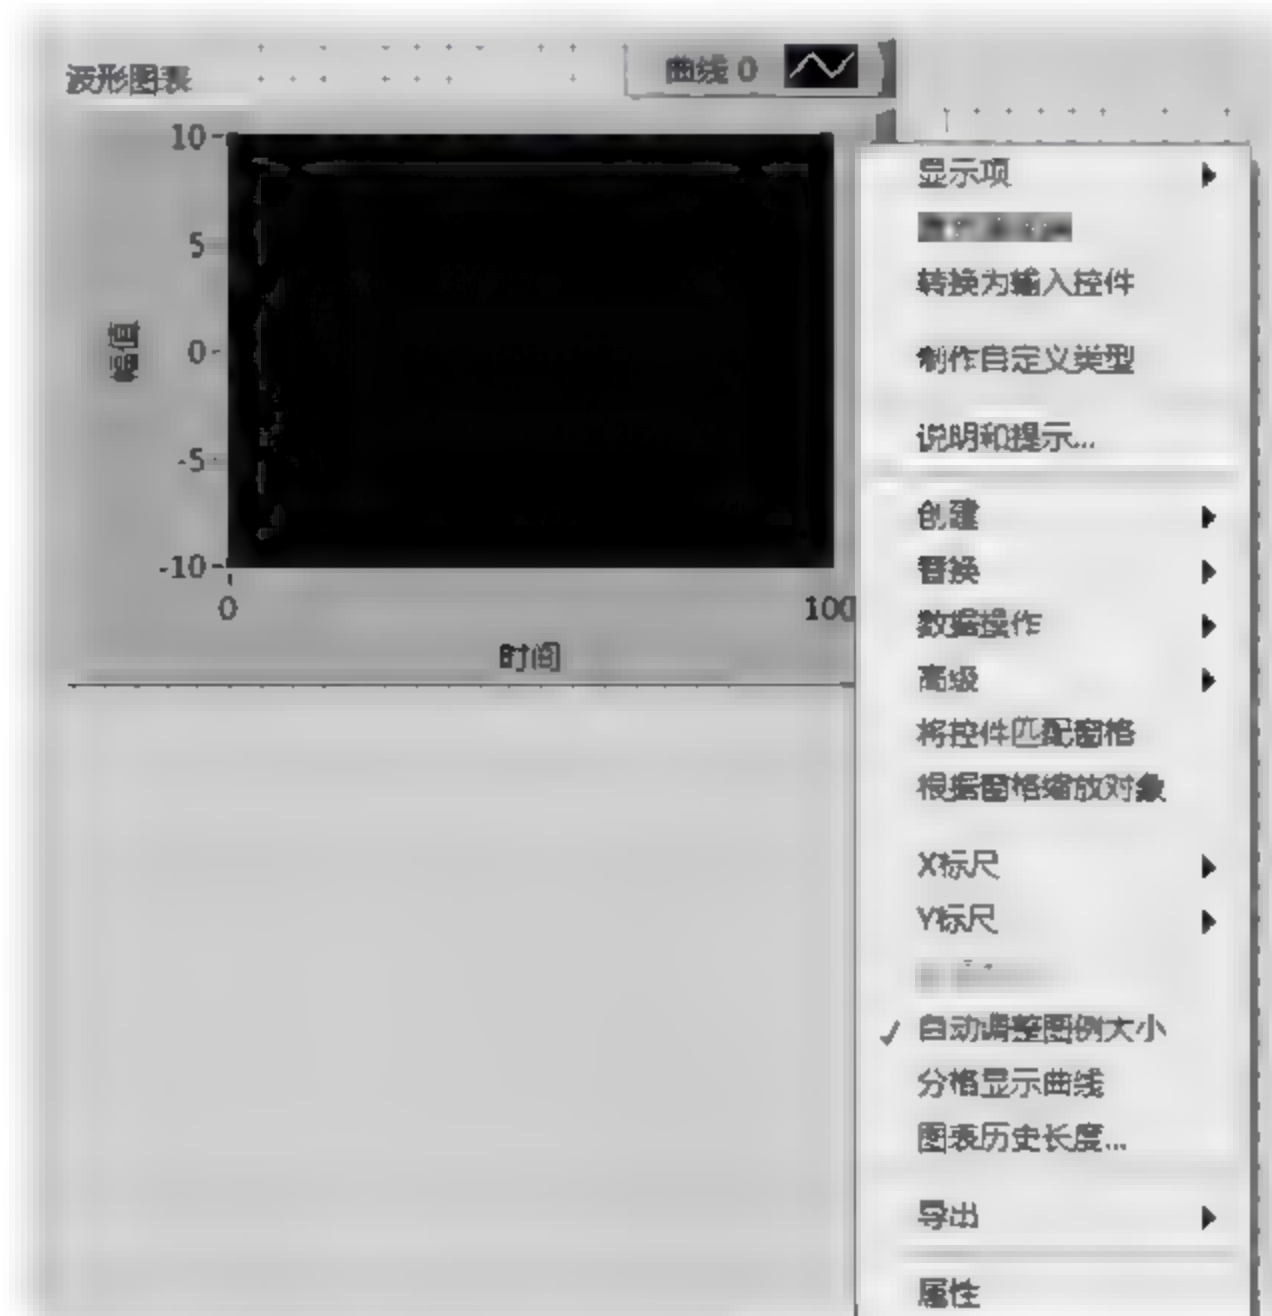 波形图表
曲线 0
10
5
0
-5
-10
幅值
0
100
时间
显示项
转换为输入控件
制作自定义类型
说明和提示...
创建
替换
数据操作
高级
将控件匹配窗格
根据窗格缩放对象
X标尺
Y标尺
自动调整图例大小
分格显示曲线
图表历史长度...
导出
属性